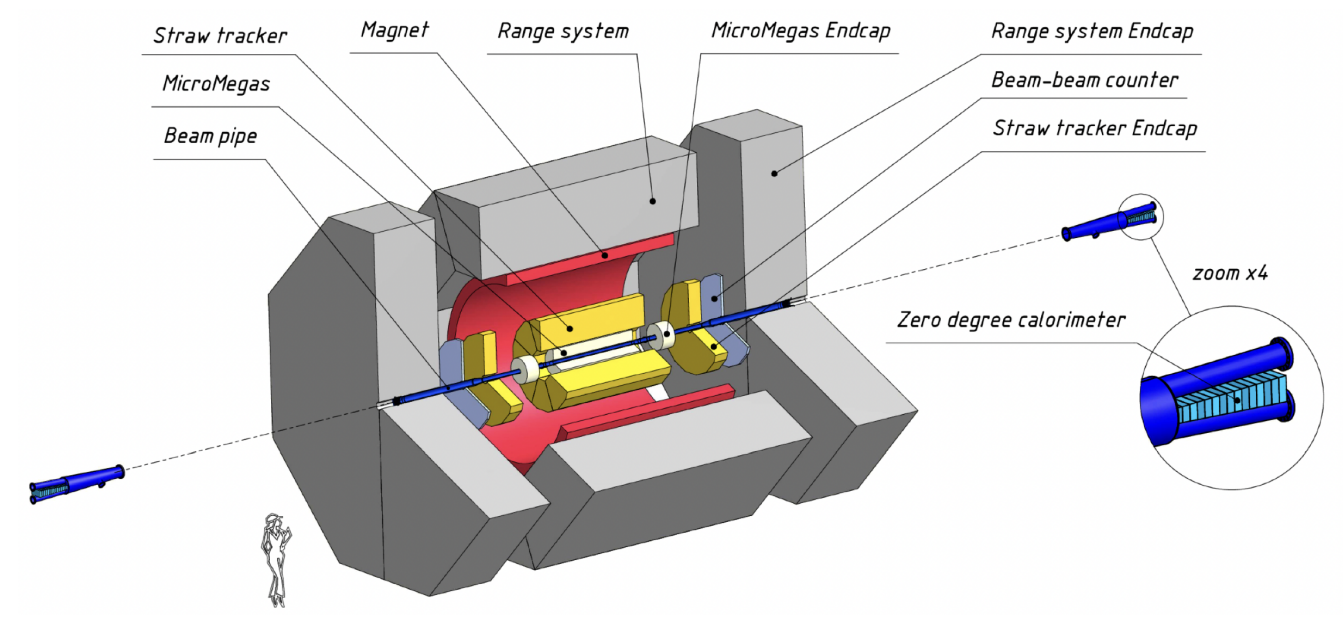 Straw tracker
Magnet
Range system
MicroMegas Endcap
Range system Endcap
MicroMegas
Beam-beam counter
Beam pipe
Straw tracker Endcap
zoom x4
Zero degree calorimeter